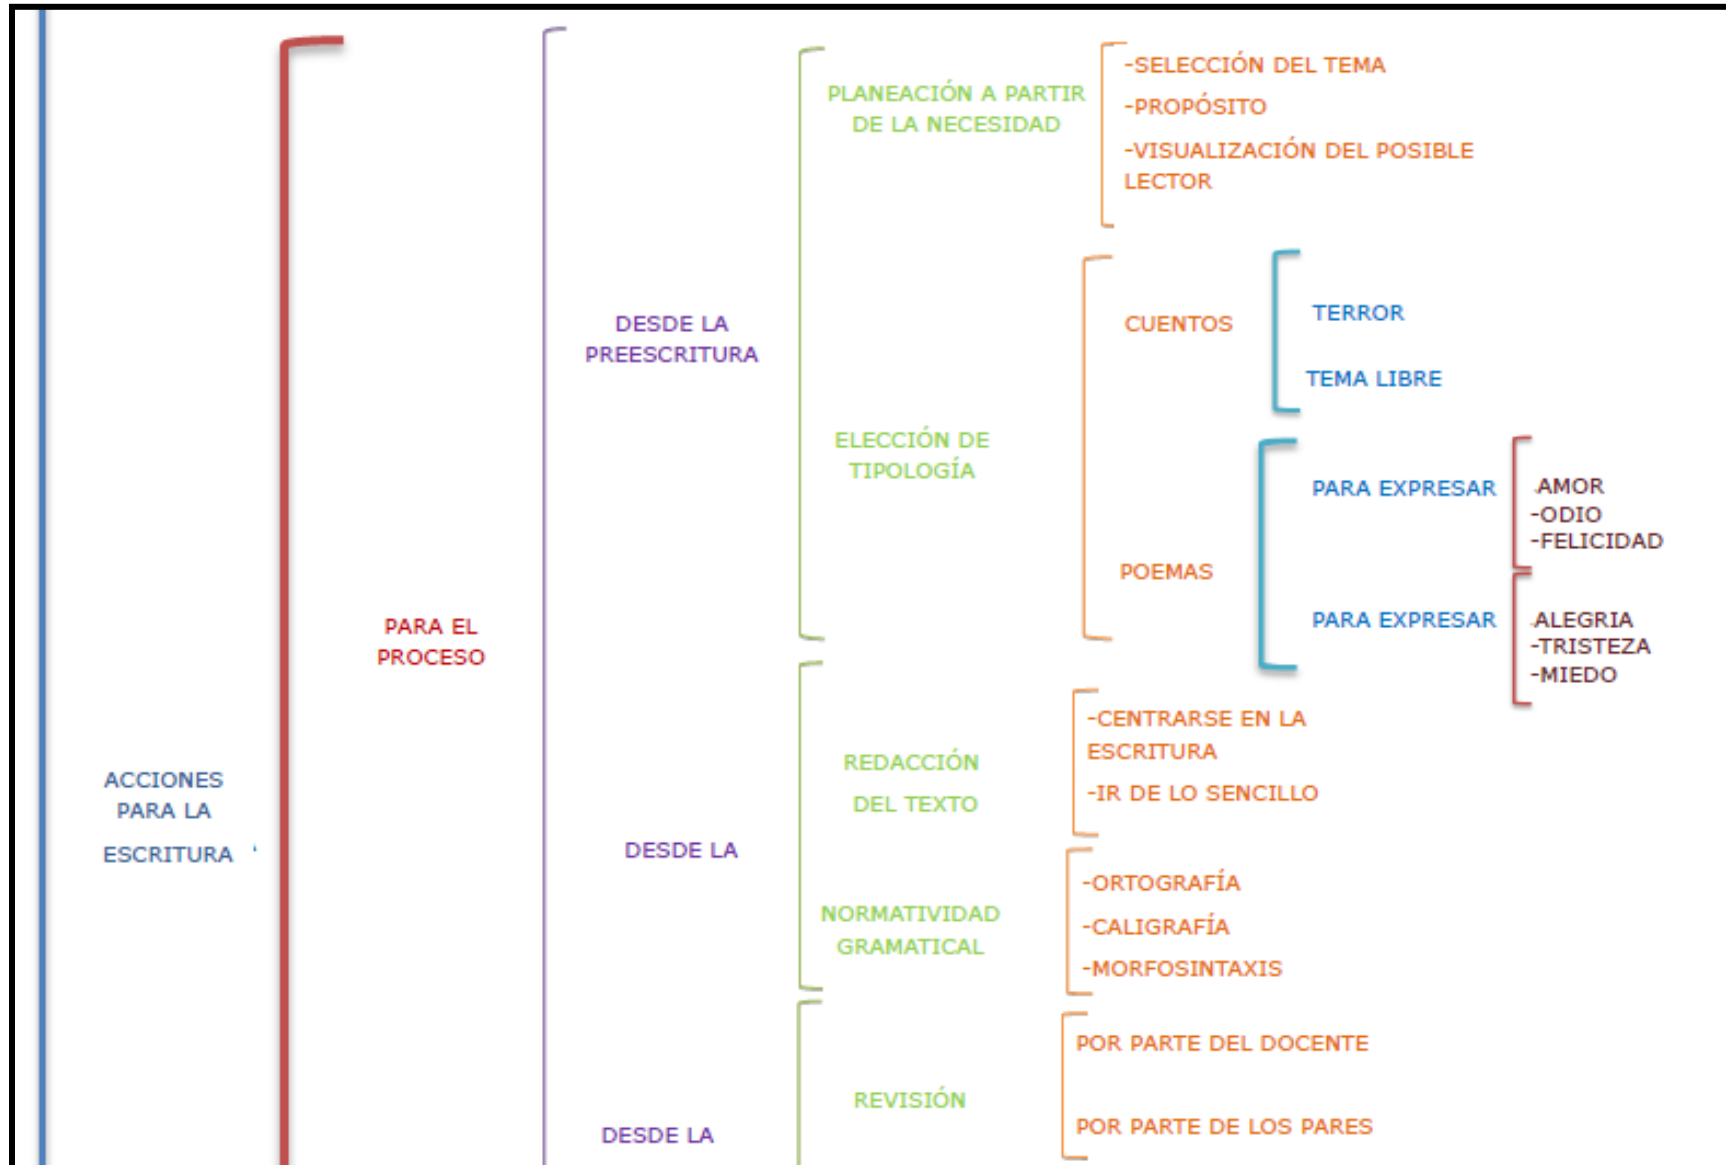 -SELECCIÓN DEL TEMA
PLANEACIÓN A PARTIR
DE LA NECESIDAD
-PROPÓSITO
-VISUALIZACIÓN DEL POSIBLE
LECTOR
DESDE LA
PREESCRITURA
CUENTOS
TERROR
TEMA LIBRE
ELECCIÓN DE
TIPOLOGÍA
PARA EXPRESAR
AMOR
-ODIO
-FELICIDAD
POEMAS
PARA EXPRESAR
ALEGRIA
-TRISTEZA
-MIEDO
PARA EL
PROCESO
ACCIONES
PARA LA
ESCRITURA
DESDE LA
REDACCIÓN
DEL TEXTO
-CENTRARSE EN LA
ESCRITURA
-IR DE LO SENCILLO
NORMATIVIDAD
GRAMATICAL
-ORTOGRAFÍA
-CALIGRAFÍA
-MORFOSINTAXIS
DESDE LA
REVISIÓN
POR PARTE DEL DOCENTE
POR PARTE DE LOS PARES